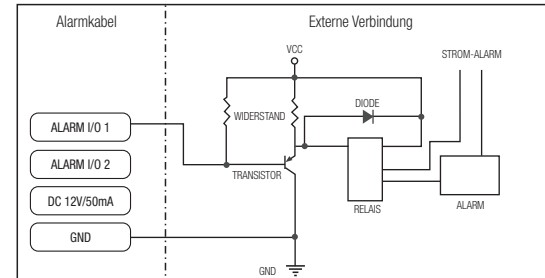 Alarmkabel
Externe Verbindung
VCC
STROM-ALARM
DIODE
WIDERSTAND
ALARM I/O 1
ALARM I/O 2
TRANSISTOR
DC 12V/50mA
RELAIS
ALARM
GND
GND